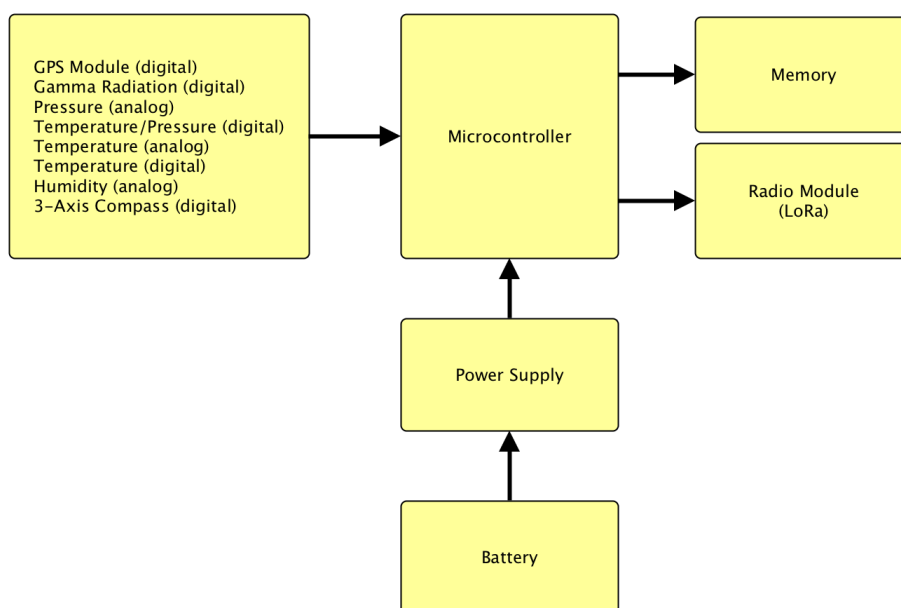 GPS Module (digital)
Gamma Radiation (digital)
Pressure (analog)
Temperature/Pressure (digital)
Temperature (analog)
Temperature (digital)
Humidity (analog)
3-Axis Compass (digital)
Microcontroller
Memory
Radio Module
(LoRa)
Power Supply
Battery